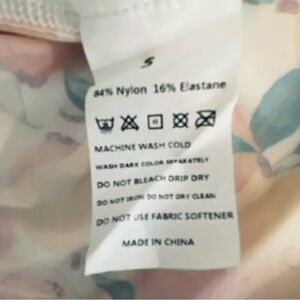 S
84% Nylon 16% Elastane
MACHINE WASH COLD
WASH DARK COLOR SEPARATELY
DO NOT BLEACH DRIP DRY
DO NOT IRON DO NOT DRY CLEAN
DO NOT USE FABRIC SOFTENER
MADE IN CHINA